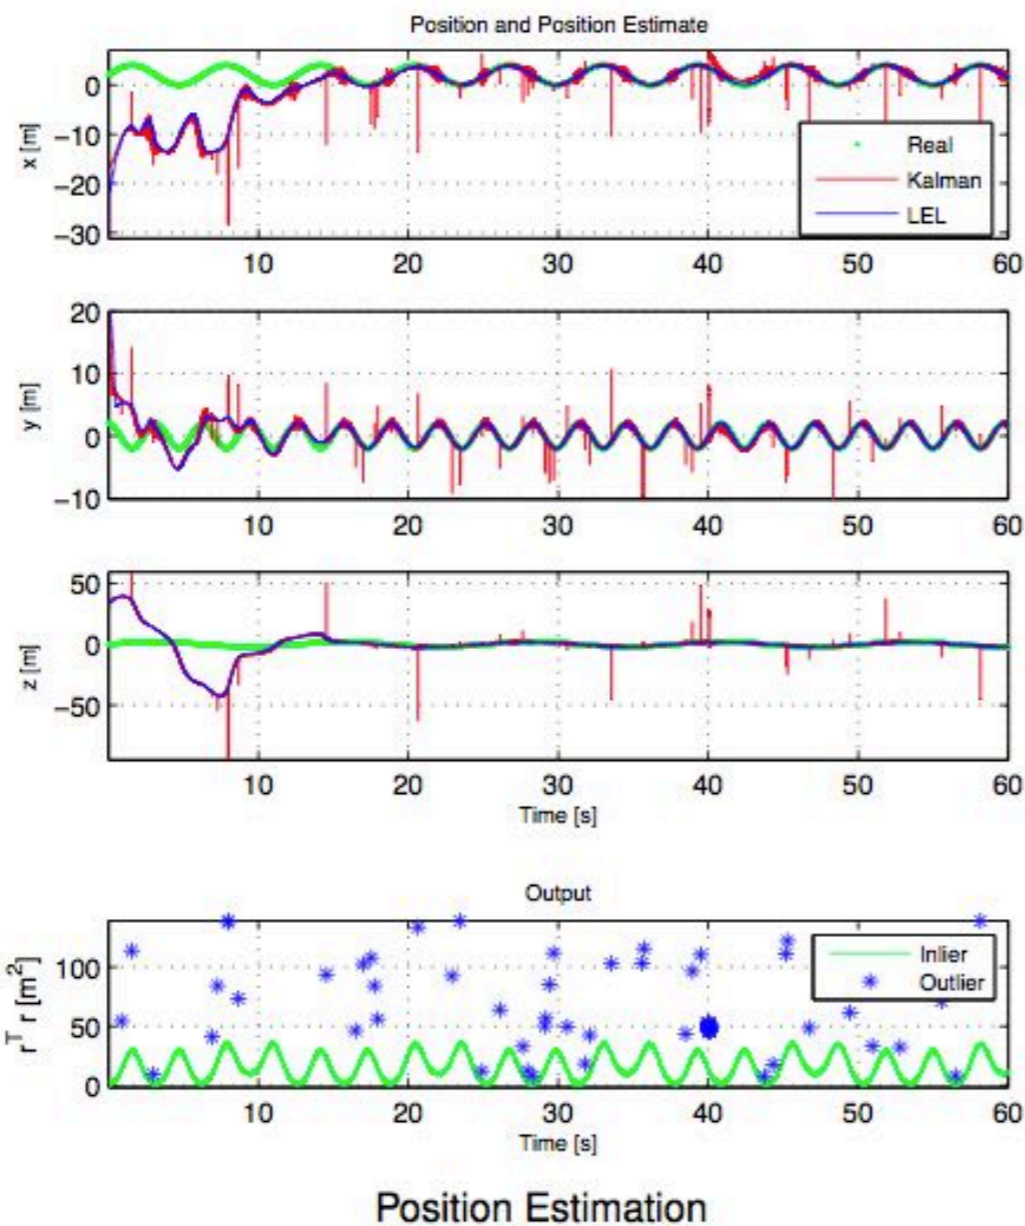 Position and Position Estimate
x [m]
0
−10
−20
−30
10 20 30 40 50 60
Real
Kalman
LEL
y [m]
20
10
0
−10
10 20 30 40 50 60
z [m]
50
0
−50
10 20 30 40 50 60
Time [s]
Output
r^T r [m²]
100
50
0
10 20 30 40 50 60
Inlier
Outlier
Time [s]
Position Estimation